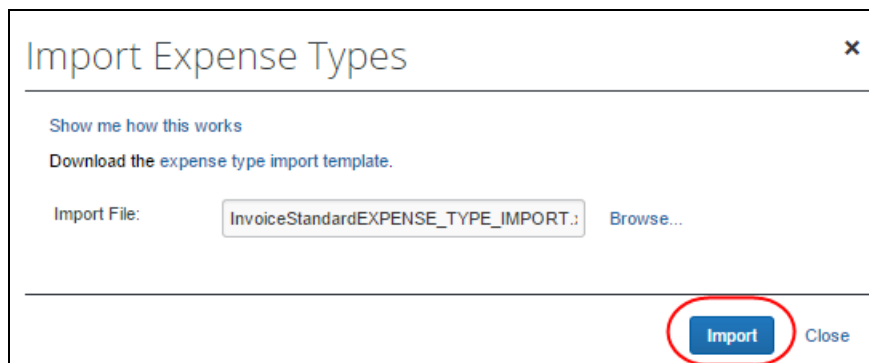 Import Expense Types
Show me how this works
Download the expense type import template.
Import File: InvoiceStandardEXPENSE_TYPE_IMPORT.: Browse...
Import Close